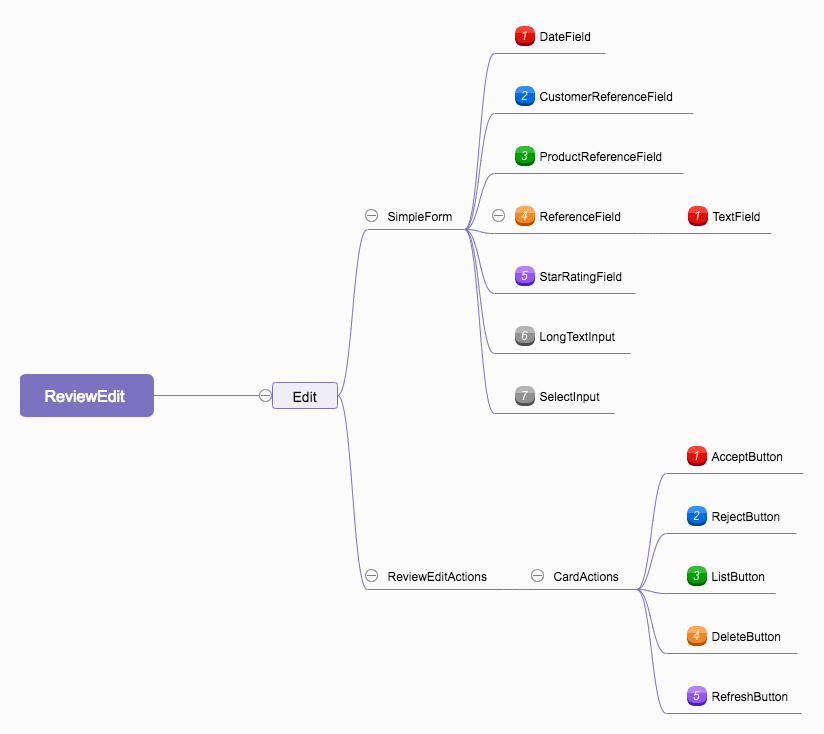 1 DateField
2 CustomerReferenceField
3 ProductReferenceField
SimpleForm
4 ReferenceField
1 TextField
5 StarRatingField
6 LongTextInput
7 SelectInput
ReviewEdit
Edit
1 AcceptButton
2 RejectButton
ReviewEditActions
CardActions
3 ListButton
4 DeleteButton
5 RefreshButton